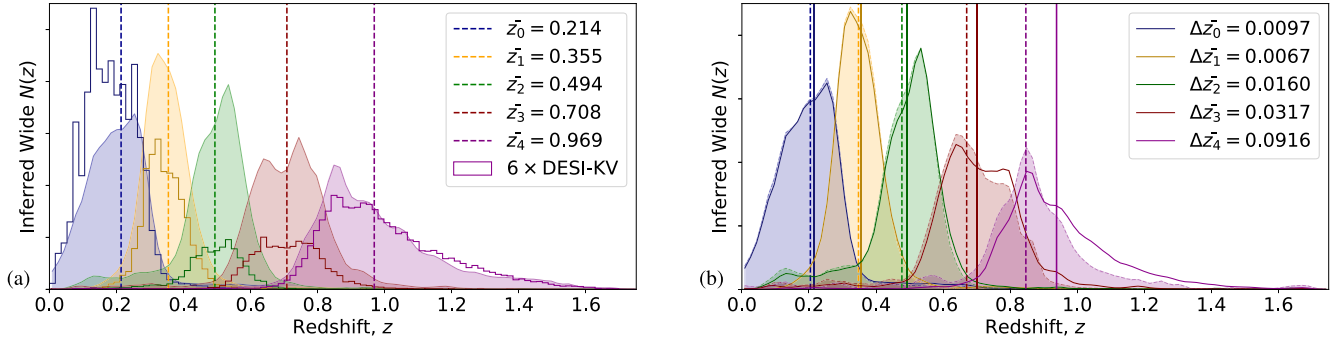 Inferred Wide N(z)
z̄₀ = 0.214
z̄₁ = 0.355
z̄₂ = 0.494
z̄₃ = 0.708
z̄₄ = 0.969
6 × DESI-KV
(a)
0.0 0.2 0.4 0.6 0.8 1.0 1.2 1.4 1.6
Redshift, z
Inferred Wide N(z)
Δz̄₀ = 0.0097
Δz̄₁ = 0.0067
Δz̄₂ = 0.0160
Δz̄₃ = 0.0317
Δz̄₄ = 0.0916
(b)
0.0 0.2 0.4 0.6 0.8 1.0 1.2 1.4 1.6
Redshift, z